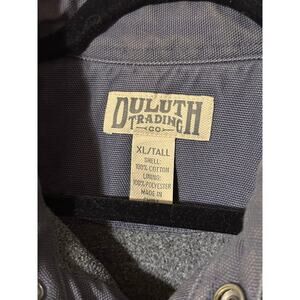 DULUTH
TRADING
CO
XL/TALL
SHELL:
100% COTTON
LINING:
100% POLYESTER
MADE IN